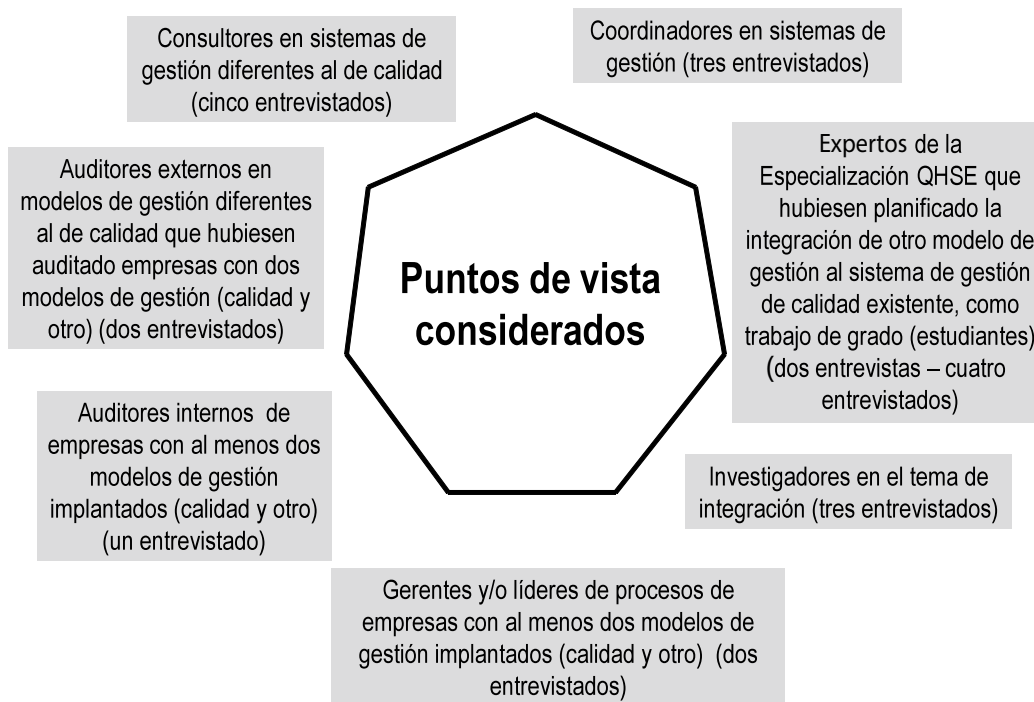 Consultores en sistemas de
gestión diferentes al de calidad
(cinco entrevistados)
Coordinadores en sistemas de
gestión (tres entrevistados)
Auditores externos en
modelos de gestión diferentes
al de calidad que hubiesen
auditado empresas con dos
modelos de gestión (calidad y
otro) (dos entrevistados)
Puntos de vista
considerados
Expertos de la
Especialización QHSE que
hubiesen planificado la
integración de otro modelo de
gestión al sistema de gestión
de calidad existente, como
trabajo de grado (estudiantes)
(dos entrevistas – cuatro
entrevistados)
Auditores internos de
empresas con al menos dos
modelos de gestión
implantados (calidad y otro)
(un entrevistado)
Investigadores en el tema de
integración (tres entrevistados)
Gerentes y/o líderes de procesos de
empresas con al menos dos modelos de
gestión implantados (calidad y otro) (dos
entrevistados)